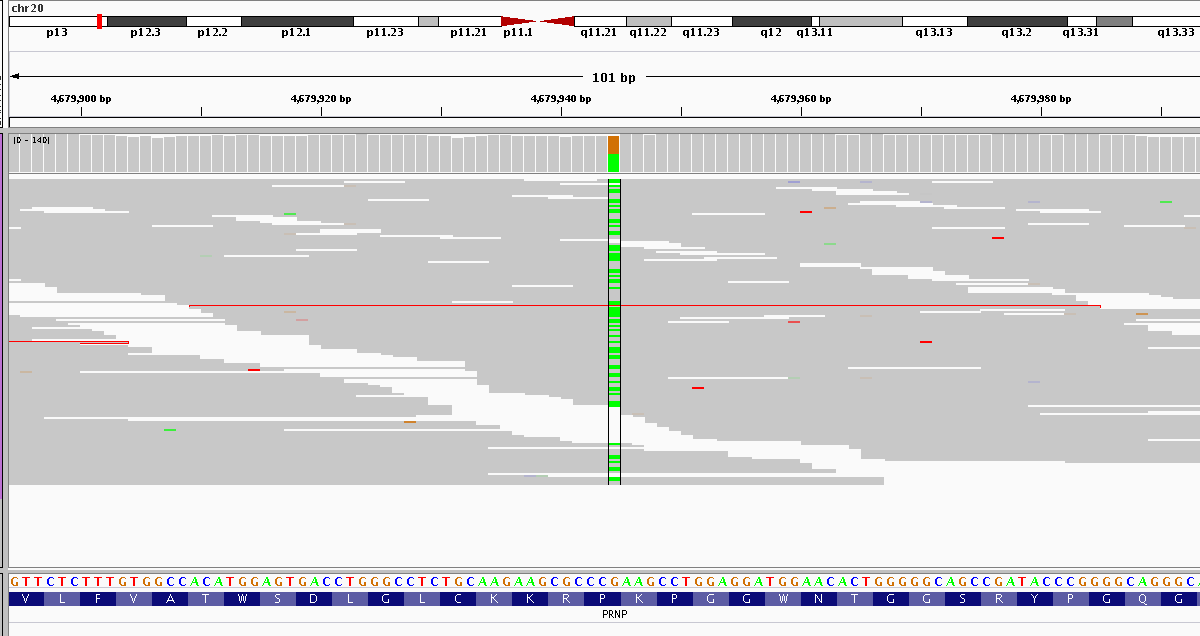 chr20
p13 p12.3 p12.2 p12.1 p11.23 p11.21 p11.1 q11.21 q11.22 q11.23 q12 q13.11 q13.13 q13.2 q13.31 q13.33
101 bp
4,679,900 bp 4,679,920 bp 4,679,940 bp 4,679,960 bp 4,679,980 bp
[0 - 140]
GTTCTCTTTGTGGCCACATGGAGTGACCTGGGCCTCTGCAAGAAGCGCCCGAAGCCTGGAGGATGGAACACTGGGGGCAGCCGATACCCGGGGCAGGGC
V L F V A T W S D L G L C K K R P K P G G W N T G G S R Y P G Q G
PRNP